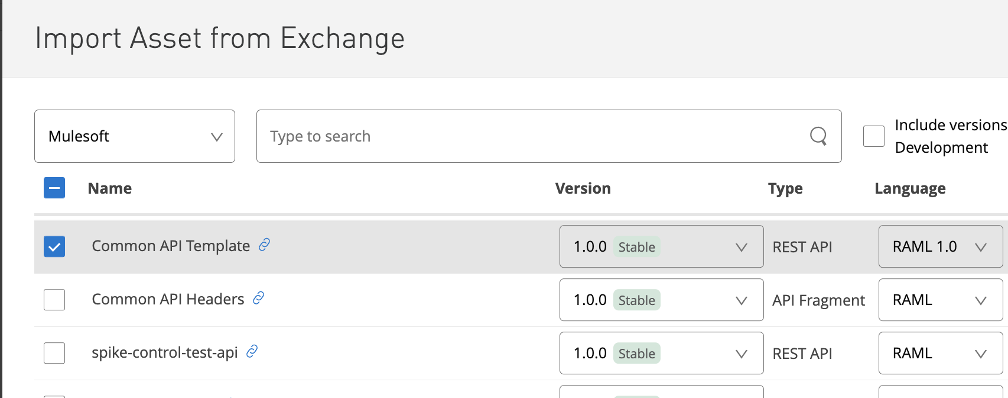 Import Asset from Exchange
Mulesoft
Type to search
Include versions
Development
Name Version Type Language
Common API Template 1.0.0 Stable REST API RAML 1.0
Common API Headers 1.0.0 Stable API Fragment RAML
spike-control-test-api 1.0.0 Stable REST API RAML